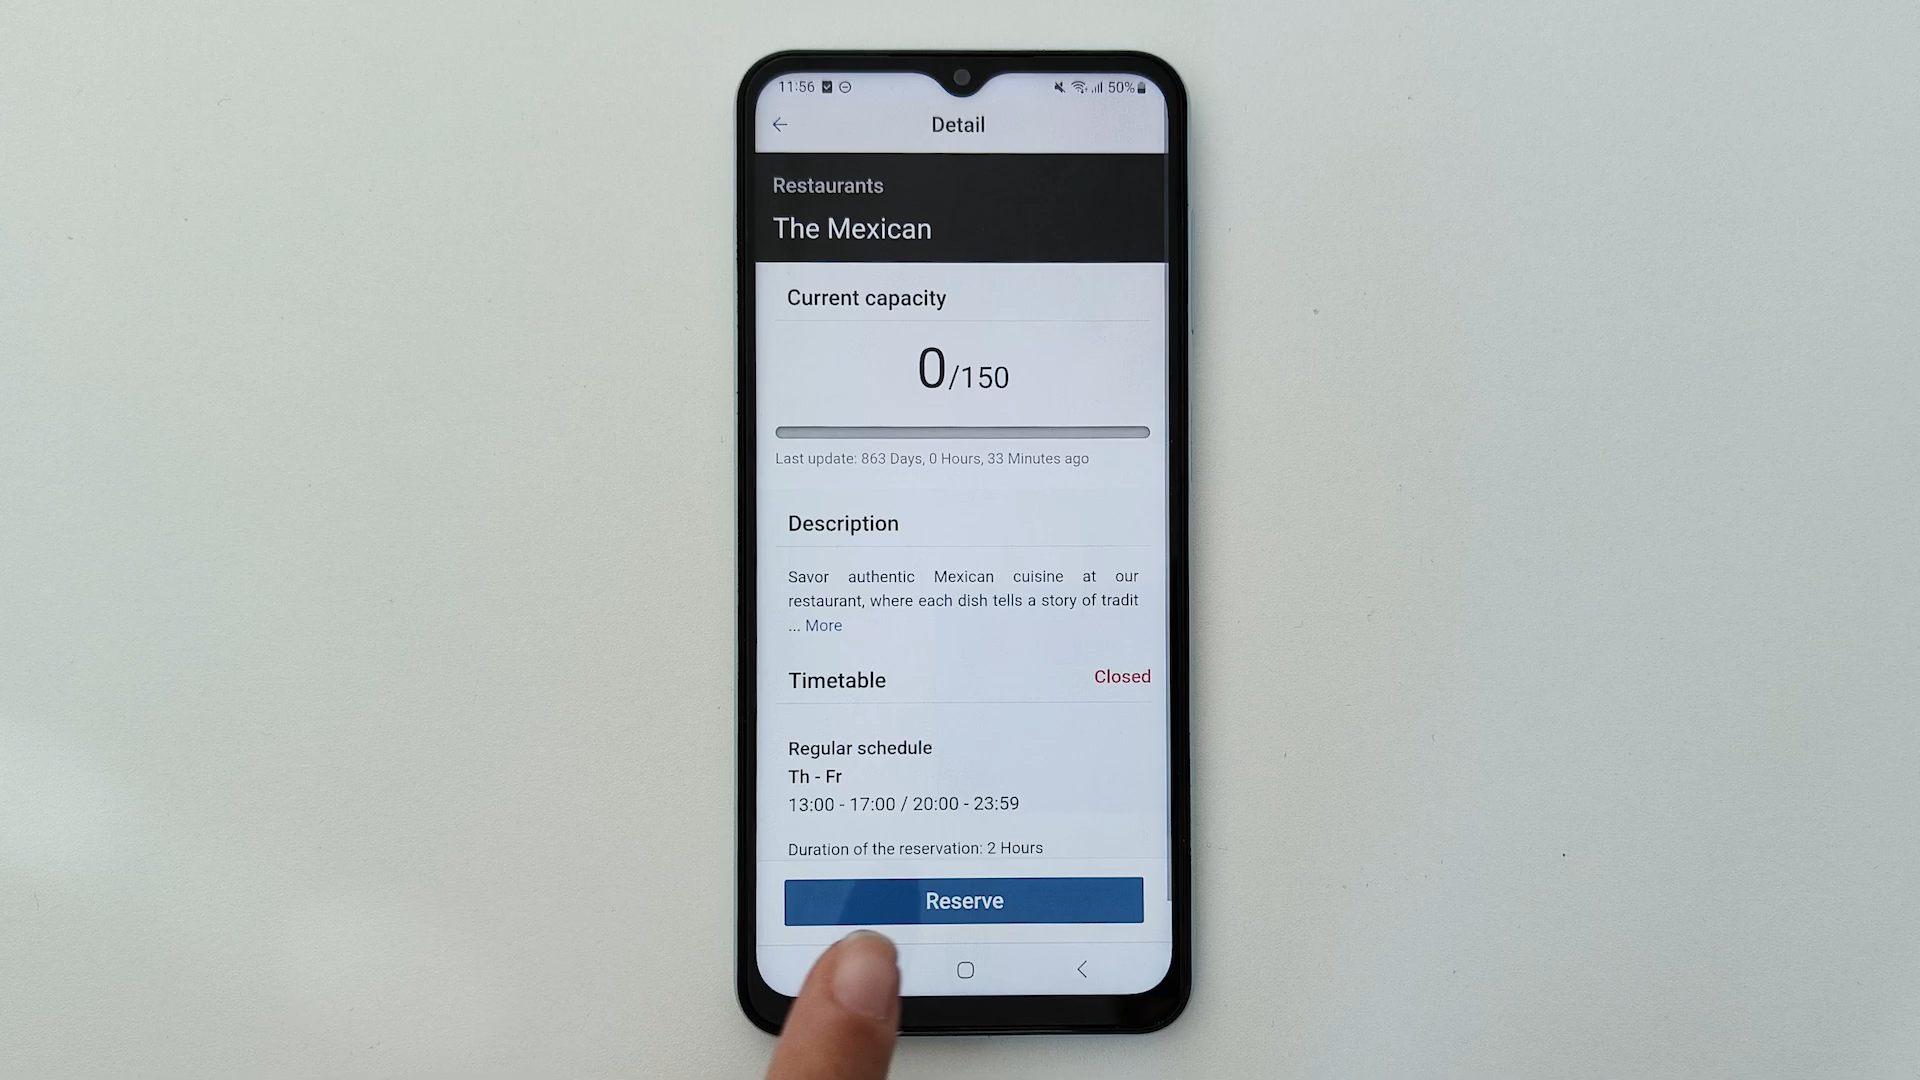 11:56 50%
Detail
Restaurants
The Mexican
Current capacity
0/150
Last update: 863 Days, 0 Hours, 33 Minutes ago
Description
Savor authentic Mexican cuisine at our
restaurant, where each dish tells a story of tradit
... More
Timetable Closed
Regular schedule
Th - Fr
13:00 - 17:00 / 20:00 - 23:59
Duration of the reservation: 2 Hours
Reserve